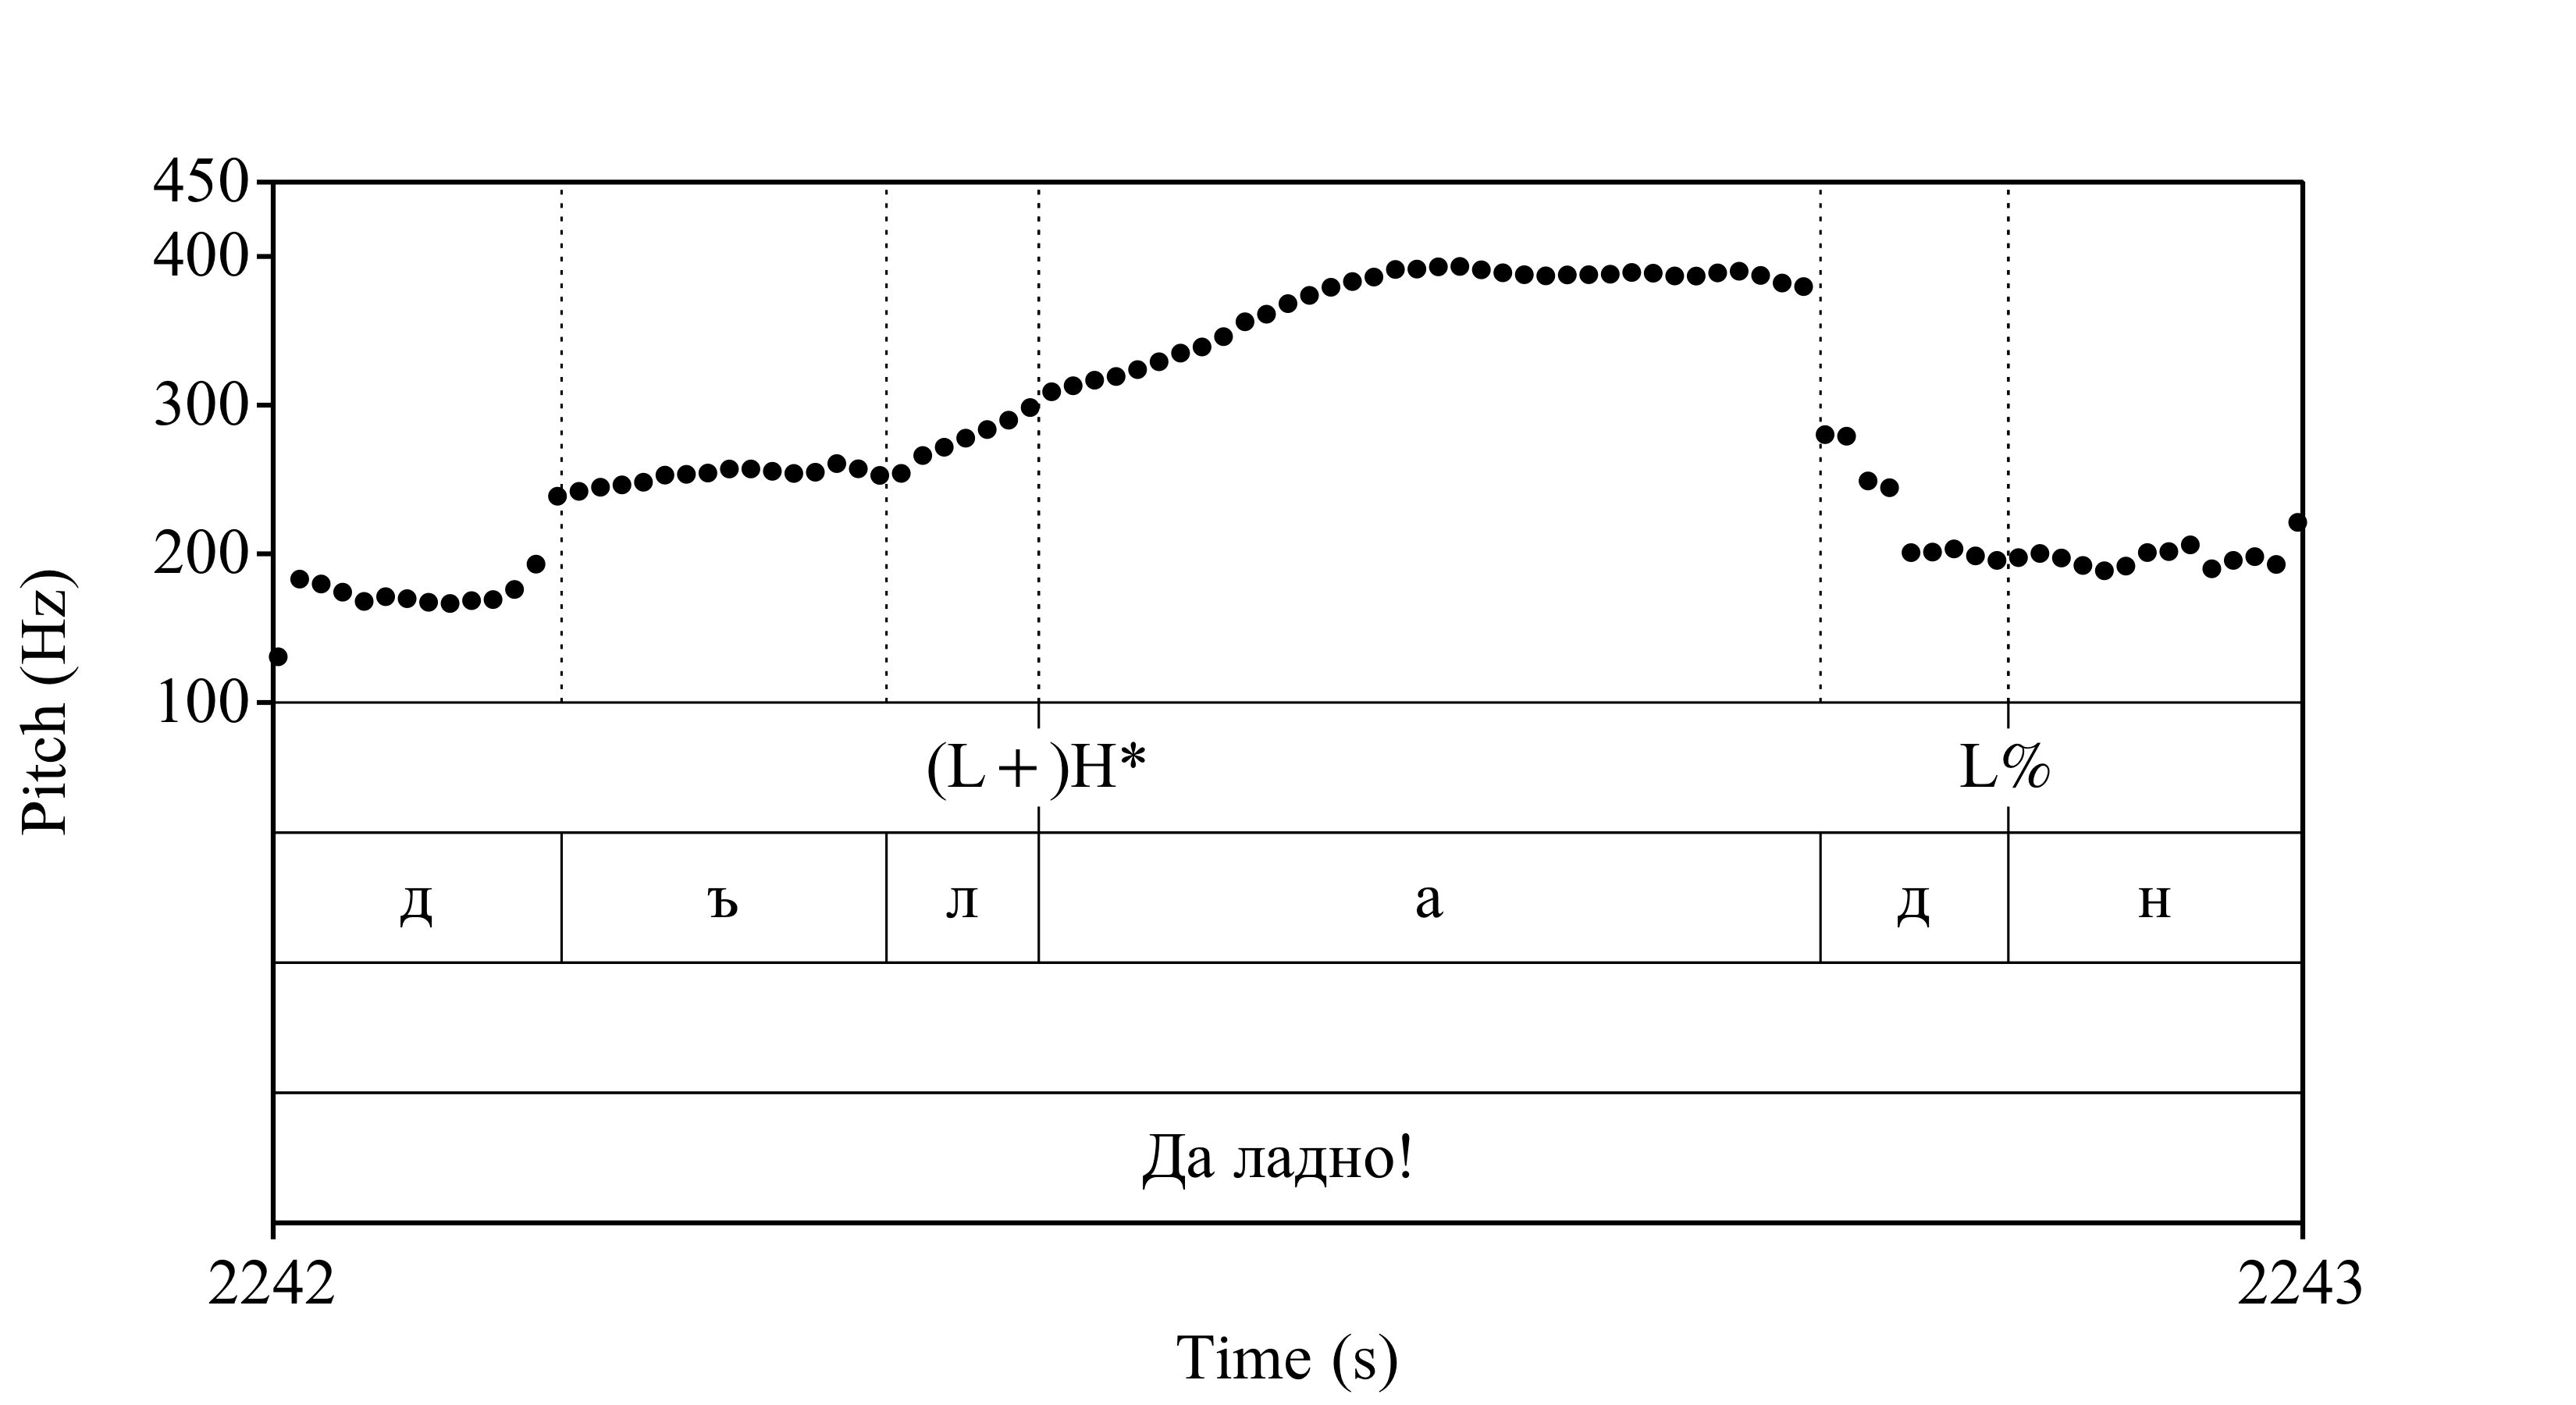 450
400
300
200
100
Pitch (Hz)
(L+)H* L%
д ъ л а д н
Да ладно!
2242 2243
Time (s)